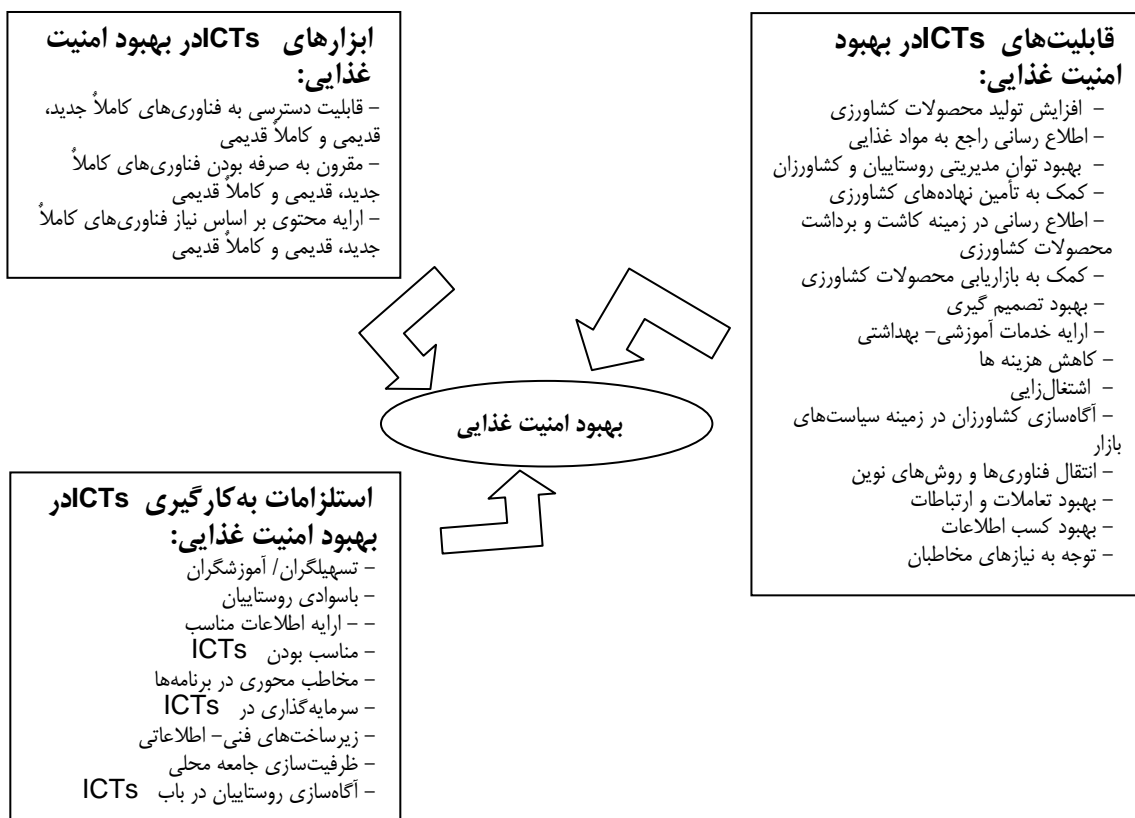 قابلیت‌های ICTsدر بهبود
امنیت غذایی:
– افزایش تولید محصولات کشاورزی
– اطلاع رسانی راجع به مواد غذایی
– بهبود توان مدیریتی روستاییان و کشاورزان
– کمک به تأمین نهاده‌های کشاورزی
– اطلاع رسانی در زمینه کاشت و برداشت
محصولات کشاورزی
– کمک به بازاریابی محصولات کشاورزی
– بهبود تصمیم گیری
– ارایه خدمات آموزشی– بهداشتی
– کاهش هزینه ها
– اشتغال‌زایی
– آگاه‌سازی کشاورزان در زمینه سیاست‌های
بازار
– انتقال فناوری‌ها و روش‌های نوین
– بهبود تعاملات و ارتباطات
– بهبود کسب اطلاعات
– توجه به نیازهای مخاطبان
ابزارهای ICTsدر بهبود امنیت
غذایی:
– قابلیت دسترسی به فناوری‌های کاملاً جدید،
قدیمی و کاملاً قدیمی
– مقرون به صرفه بودن فناوری‌های کاملاً
جدید، قدیمی و کاملاً قدیمی
– ارایه محتوی بر اساس نیاز فناوری‌های کاملاً
جدید، قدیمی و کاملاً قدیمی
بهبود امنیت غذایی
استلزامات به‌کارگیری ICTsدر
بهبود امنیت غذایی:
– تسهیلگران/ آموزشگران
– باسوادی روستاییان
– – ارایه اطلاعات مناسب
– مناسب بودن ICTs
– مخاطب محوری در برنامه‌ها
– سرمایه‌گذاری در ICTs
– زیرساخت‌های فنی– اطلاعاتی
– ظرفیت‌سازی جامعه محلی
– آگاه‌سازی روستاییان در باب ICTs